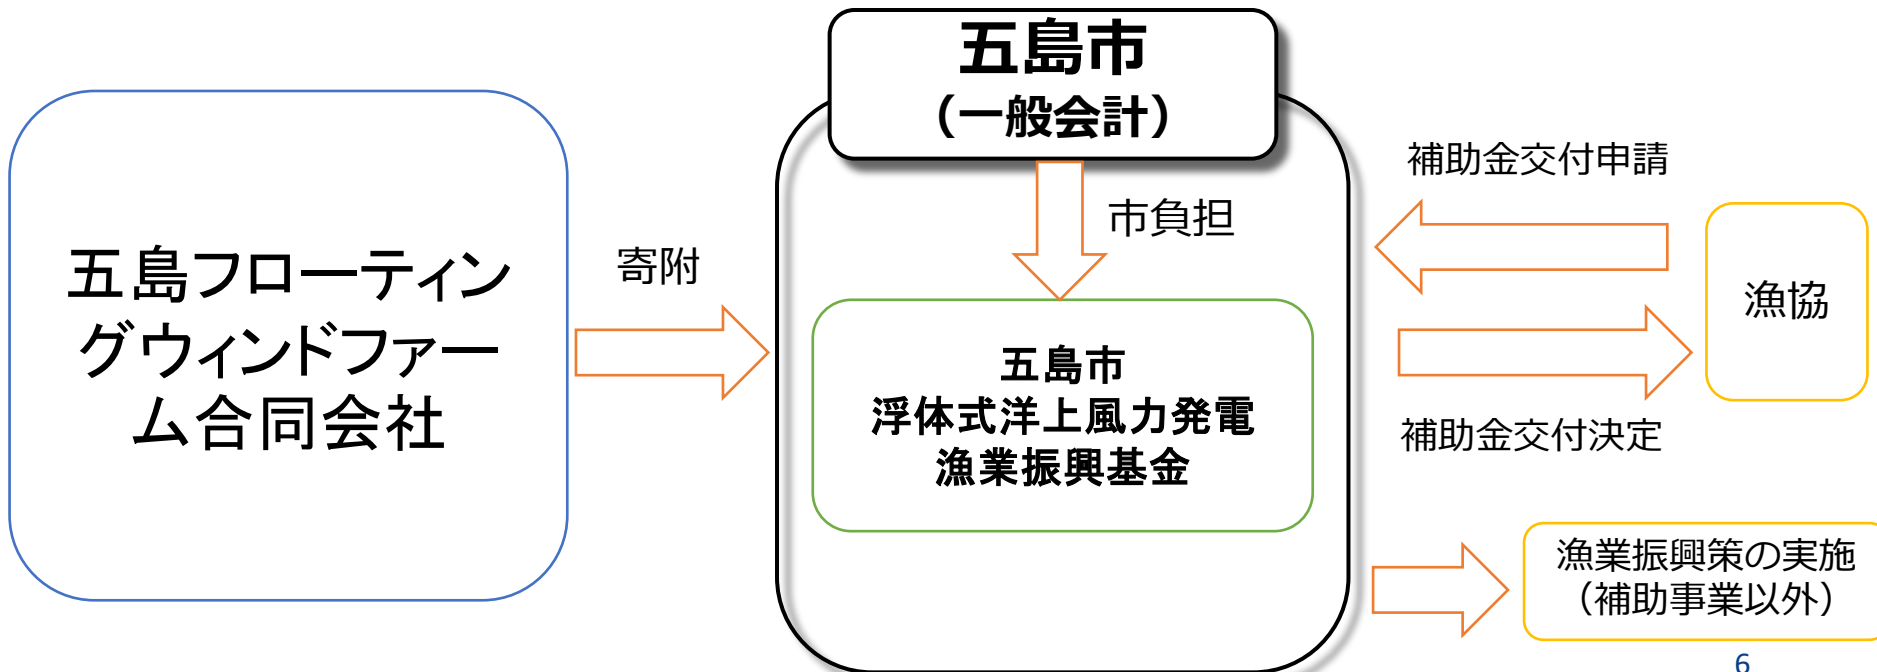 五島市
（一般会計）
五島フローティン
グウィンドファー
ム合同会社
寄附
市負担
五島市
浮体式洋上風力発電
漁業振興基金
補助金交付申請
漁協
補助金交付決定
漁業振興策の実施
（補助事業以外）
6